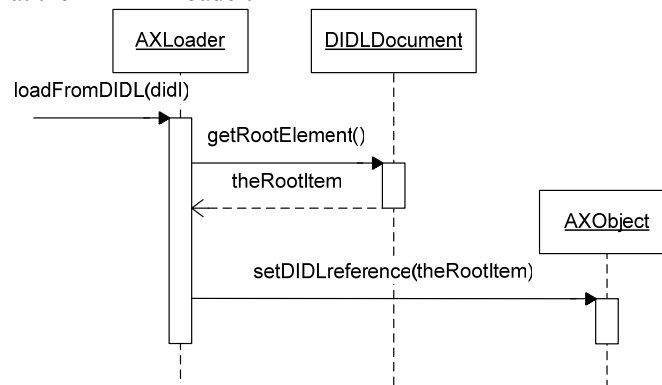 AXLoader
DIDLDocument
loadFromDIDL(didl)
getRootElement()
theRootItem
AXObject
setDIDLreference(theRootItem)